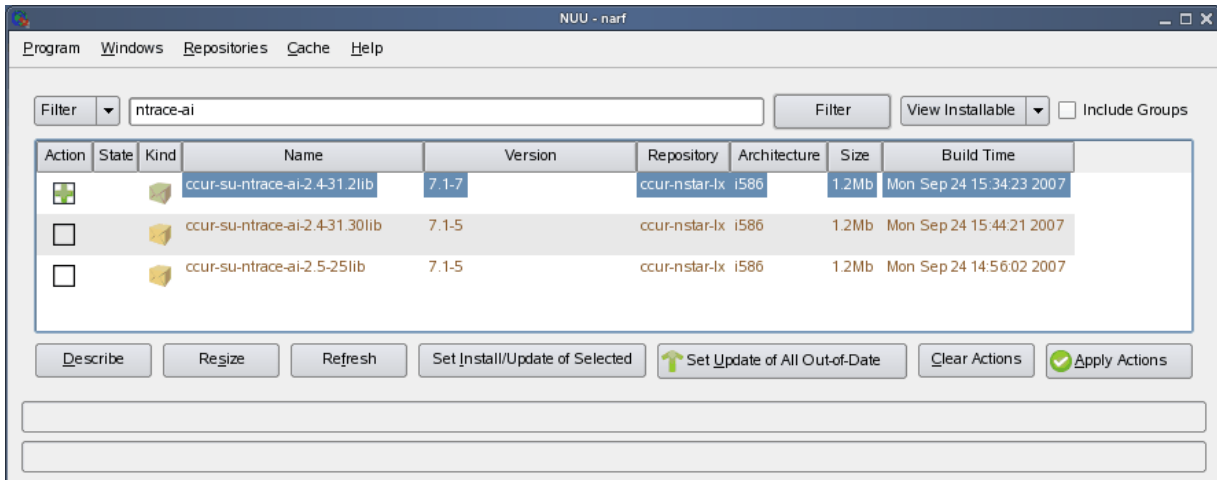 NUU - narf
Program Windows Repositories Cache Help
Filter ntrace-ai Filter View Installable Include Groups
Action State Kind Name Version Repository Architecture Size Build Time
ccur-su-ntrace-ai-2.4-31.2lib 7.1-7 ccur-nstar-lx i586 1.2Mb Mon Sep 24 15:34:23 2007
ccur-su-ntrace-ai-2.4-31.30lib 7.1-5 ccur-nstar-lx i586 1.2Mb Mon Sep 24 15:44:21 2007
ccur-su-ntrace-ai-2.5-25lib 7.1-5 ccur-nstar-lx i586 1.2Mb Mon Sep 24 14:56:02 2007
Describe Resize Refresh Set Install/Update of Selected Set Update of All Out-of-Date Clear Actions Apply Actions